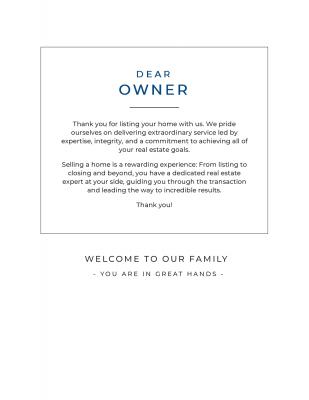 DEAR
OWNER
Thank you for listing your home with us. We pride
ourselves on delivering extraordinary service led by
expertise, integrity, and a commitment to achieving all of
your real estate goals.
Selling a home is a rewarding experience: From listing to
closing and beyond, you have a dedicated real estate
expert at your side, guiding you through the transaction
and leading the way to incredible results.
Thank you!
WELCOME TO OUR FAMILY
- YOU ARE IN GREAT HANDS -